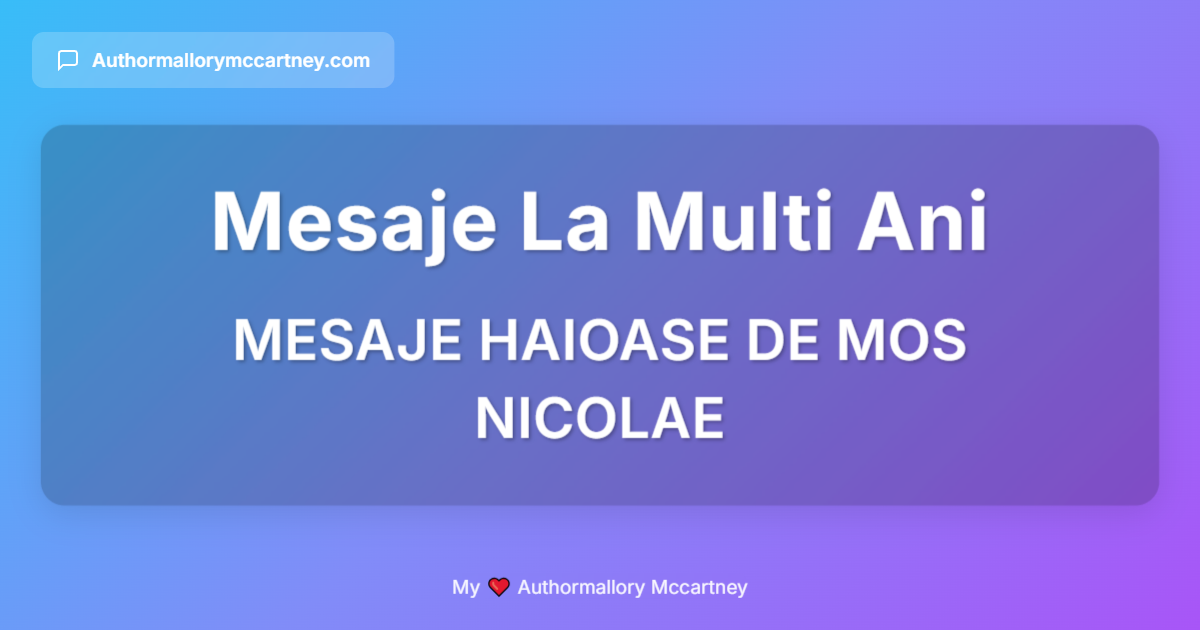 Authormallorymccartney.com
Mesaje La Multi Ani
MESAJE HAIOASE DE MOS
NICOLAE
My ❤️ Authormallory Mccartney